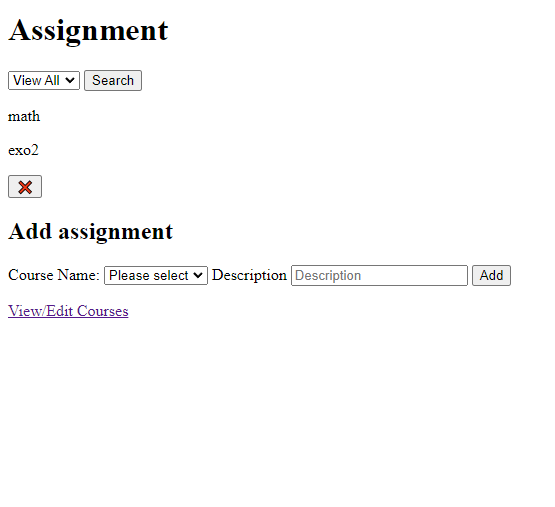 Assignment
View All Search
math
exo2
Add assignment
Course Name: Please select Description Description Add
View/Edit Courses